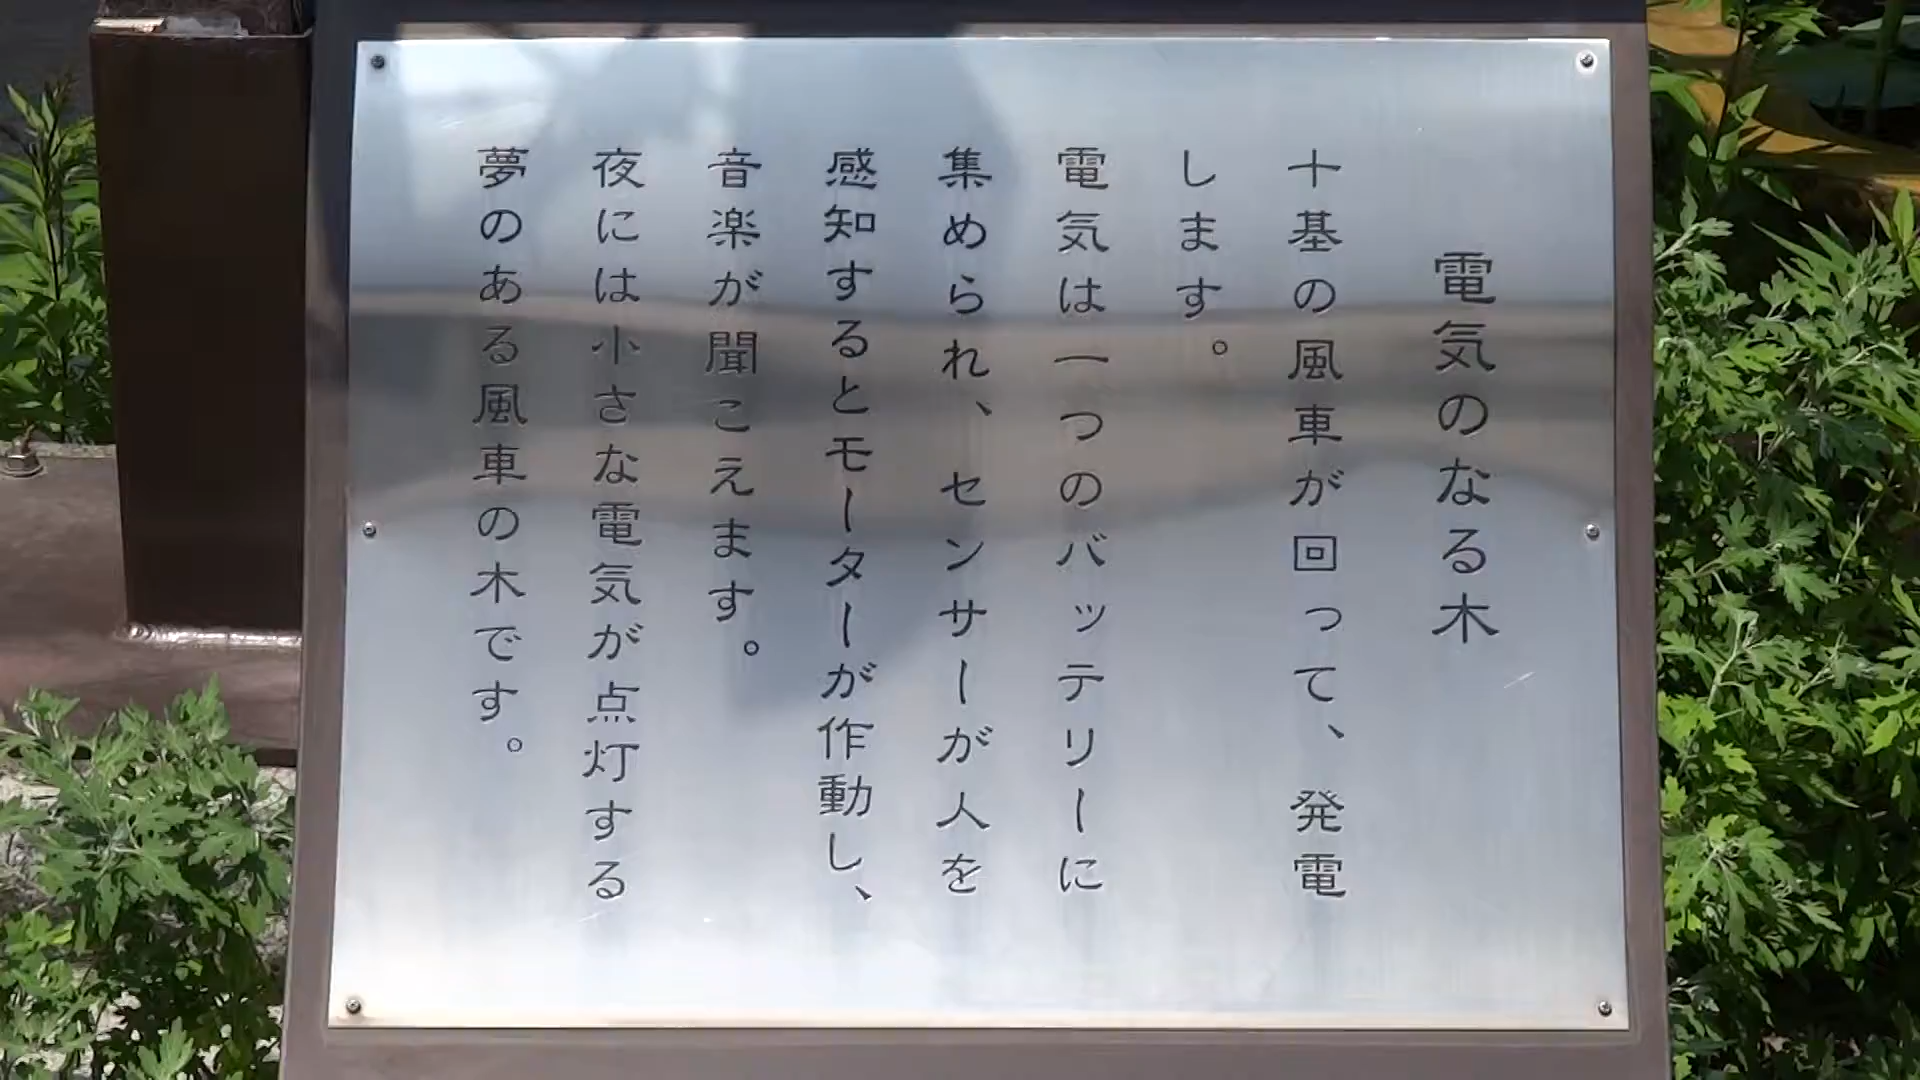 電気のなる木
十基の風車が回って、発電
します。
電気は一つのバッテリーに
集められ、センサーが人を
感知するとモーターが作動し、
音楽が聞こえます。
夜には小さな電気が点灯する
夢のある風車の木です。